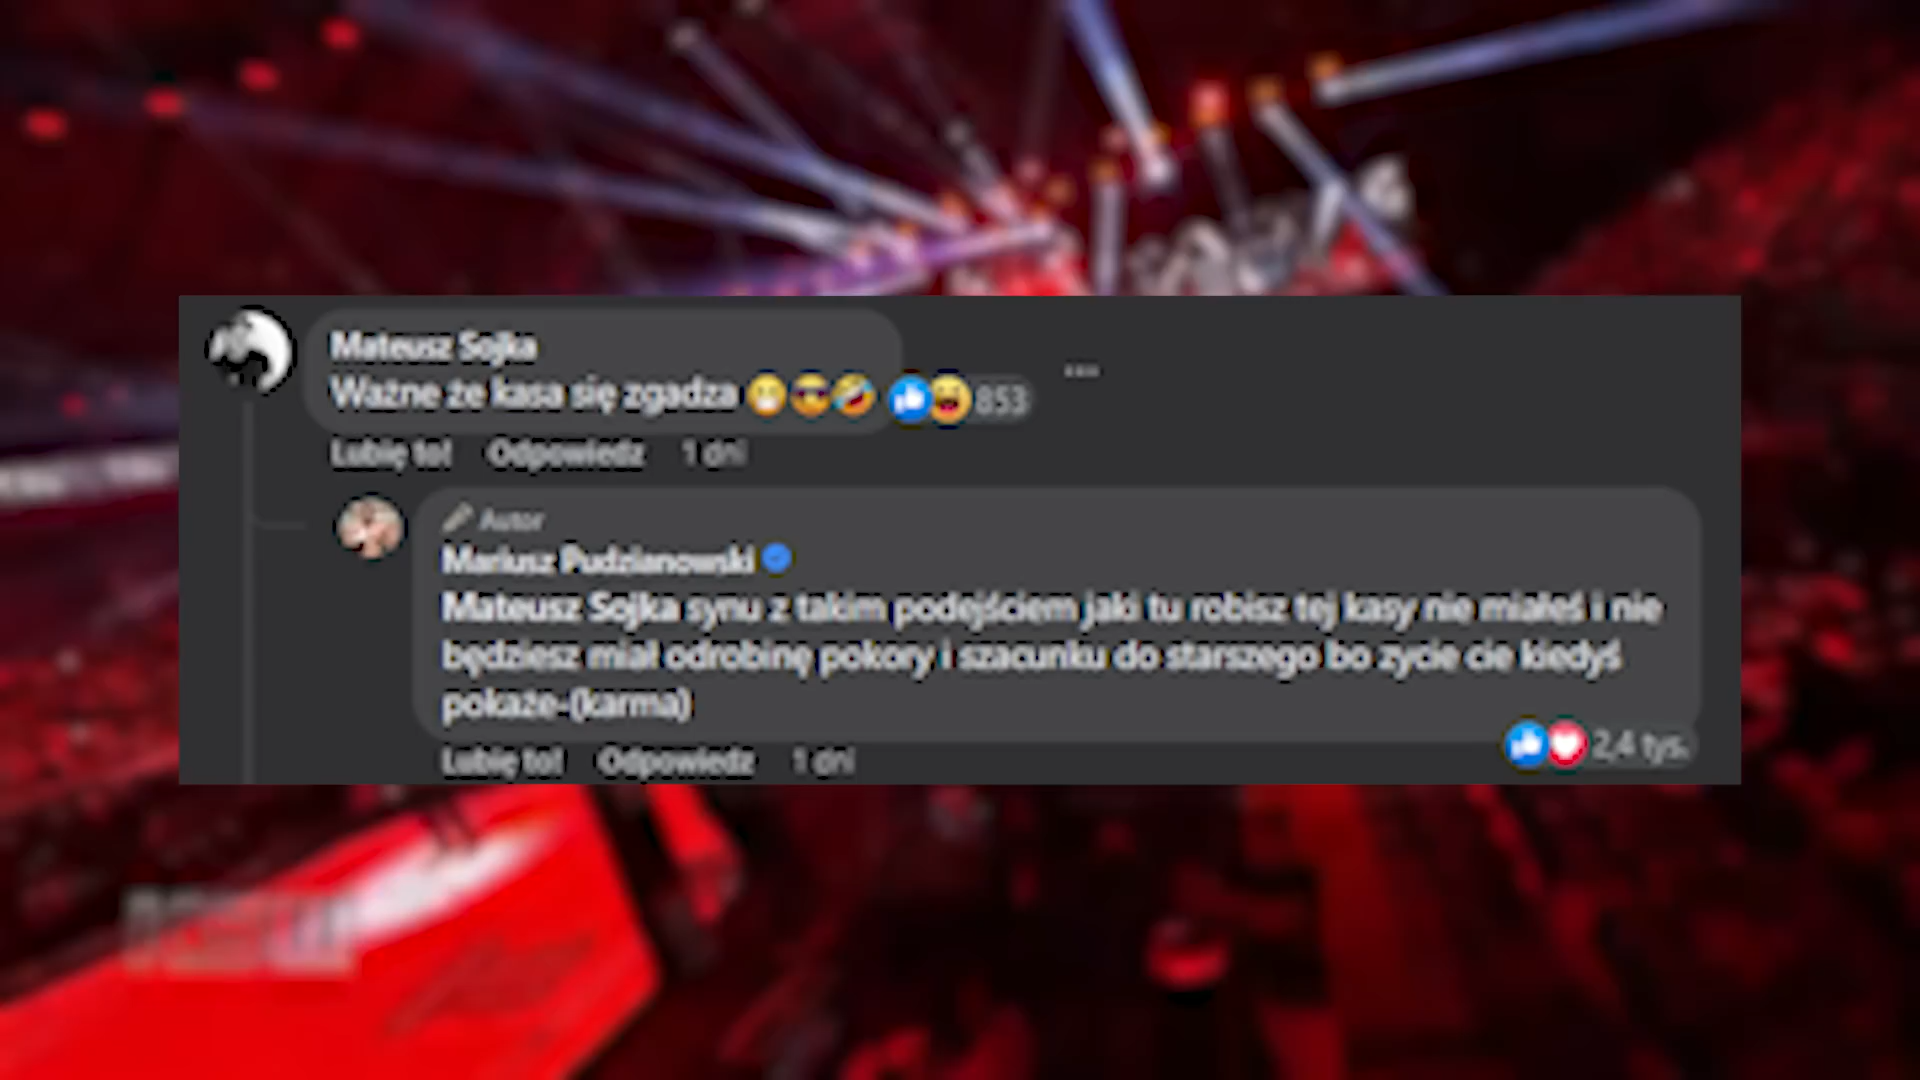 Mateusz Sojka
Ważne że kasa się zgadza 😬😎🤣 853
Lubię to! Odpowiedz 1 dni
Autor
Mariusz Pudzianowski
Mateusz Sojka synu z takim podejściem jaki tu robisz tej kasy nie miałeś i nie
będziesz miał odrobinę pokory i szacunku do starszego bo zycie cie kiedyś
pokaże-(karma)
2,4 tys.
Lubię to! Odpowiedz 1 dni